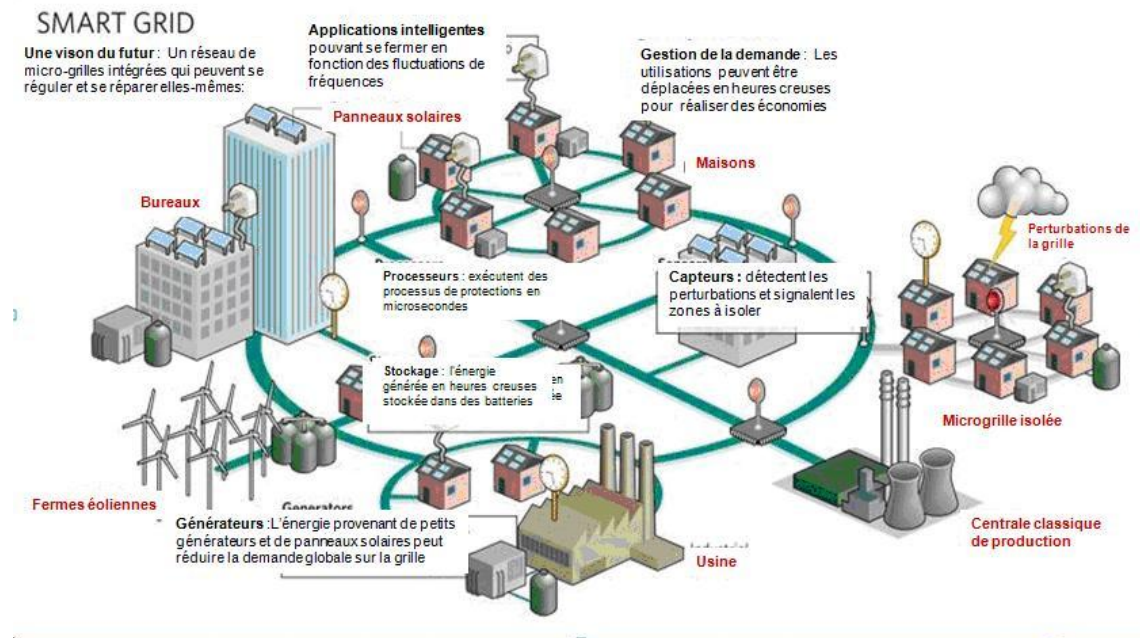 SMART GRID
Une vison du futur : Un réseau de
micro-grilles intégrées qui peuvent se
réguler et se réparer elles-mêmes:
Applications intelligentes
pouvant se fermer en
fonction des fluctuations de
fréquences
Gestion de la demande : Les
utilisations peuvent être
déplacées en heures creuses
pour réaliser des économies
Panneaux solaires
Maisons
Bureaux
Perturbations de
la grille
Processeurs : exécutent des
processus de protections en
microsecondes
Capteurs : détectent les
perturbations et signalent les
zones à isoler
Stockage : l'énergie
générée en heures creuses
stockée dans des batteries
en
Microgrille isolée
Fermes éoliennes
Generators
Générateurs :L'énergie provenant de petits
générateurs et de panneaux solaires peut
réduire la demande globale sur la grille
Usine
Centrale classique
de production